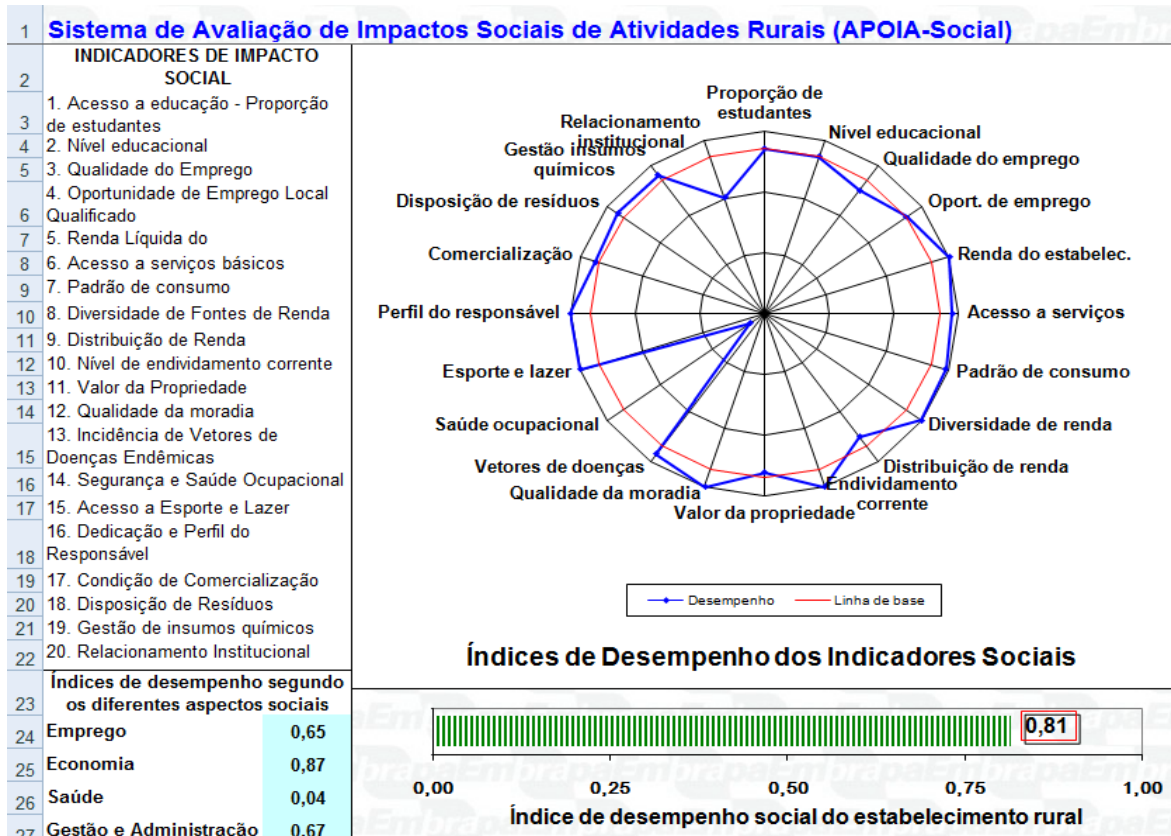 1 Sistema de Avaliação de Impactos Sociais de Atividades Rurais (APOIA-Social)
INDICADORES DE IMPACTO
2 SOCIAL
1. Acesso a educação - Proporção
3 de estudantes
4 2. Nível educacional
5 3. Qualidade do Emprego
4. Oportunidade de Emprego Local
6 Qualificado
7 5. Renda Líquida do
8 6. Acesso a serviços básicos
9 7. Padrão de consumo
10 8. Diversidade de Fontes de Renda
11 9. Distribuição de Renda
12 10. Nível de endividamento corrente
13 11. Valor da Propriedade
14 12. Qualidade da moradia
13. Incidência de Vetores de
15 Doenças Endêmicas
16 14. Segurança e Saúde Ocupacional
17 15. Acesso a Esporte e Lazer
16. Dedicação e Perfil do
18 Responsável
19 17. Condição de Comercialização
20 18. Disposição de Resíduos
21 19. Gestão de insumos químicos
22 20. Relacionamento Institucional
Índices de desempenho segundo
23 os diferentes aspectos sociais
24 Emprego 0,65
25 Economia 0,87
26 Saúde 0,04
27 Gestão e Administração 0,67
Proporção de
estudantes
Nível educacional
Qualidade do emprego
Oport. de emprego
Renda do estabelec.
Acesso a serviços
Padrão de consumo
Diversidade de renda
Distribuição de renda
Endividamento
corrente
Valor da propriedade
Qualidade da moradia
Vetores de doenças
Saúde ocupacional
Esporte e lazer
Perfil do responsável
Comercialização
Disposição de resíduos
Gestão insumos
químicos
Relacionamento
institucional
Desempenho Linha de base
Índices de Desempenho dos Indicadores Sociais
0,81
0,00 0,25 0,50 0,75 1,00
Índice de desempenho social do estabelecimento rural